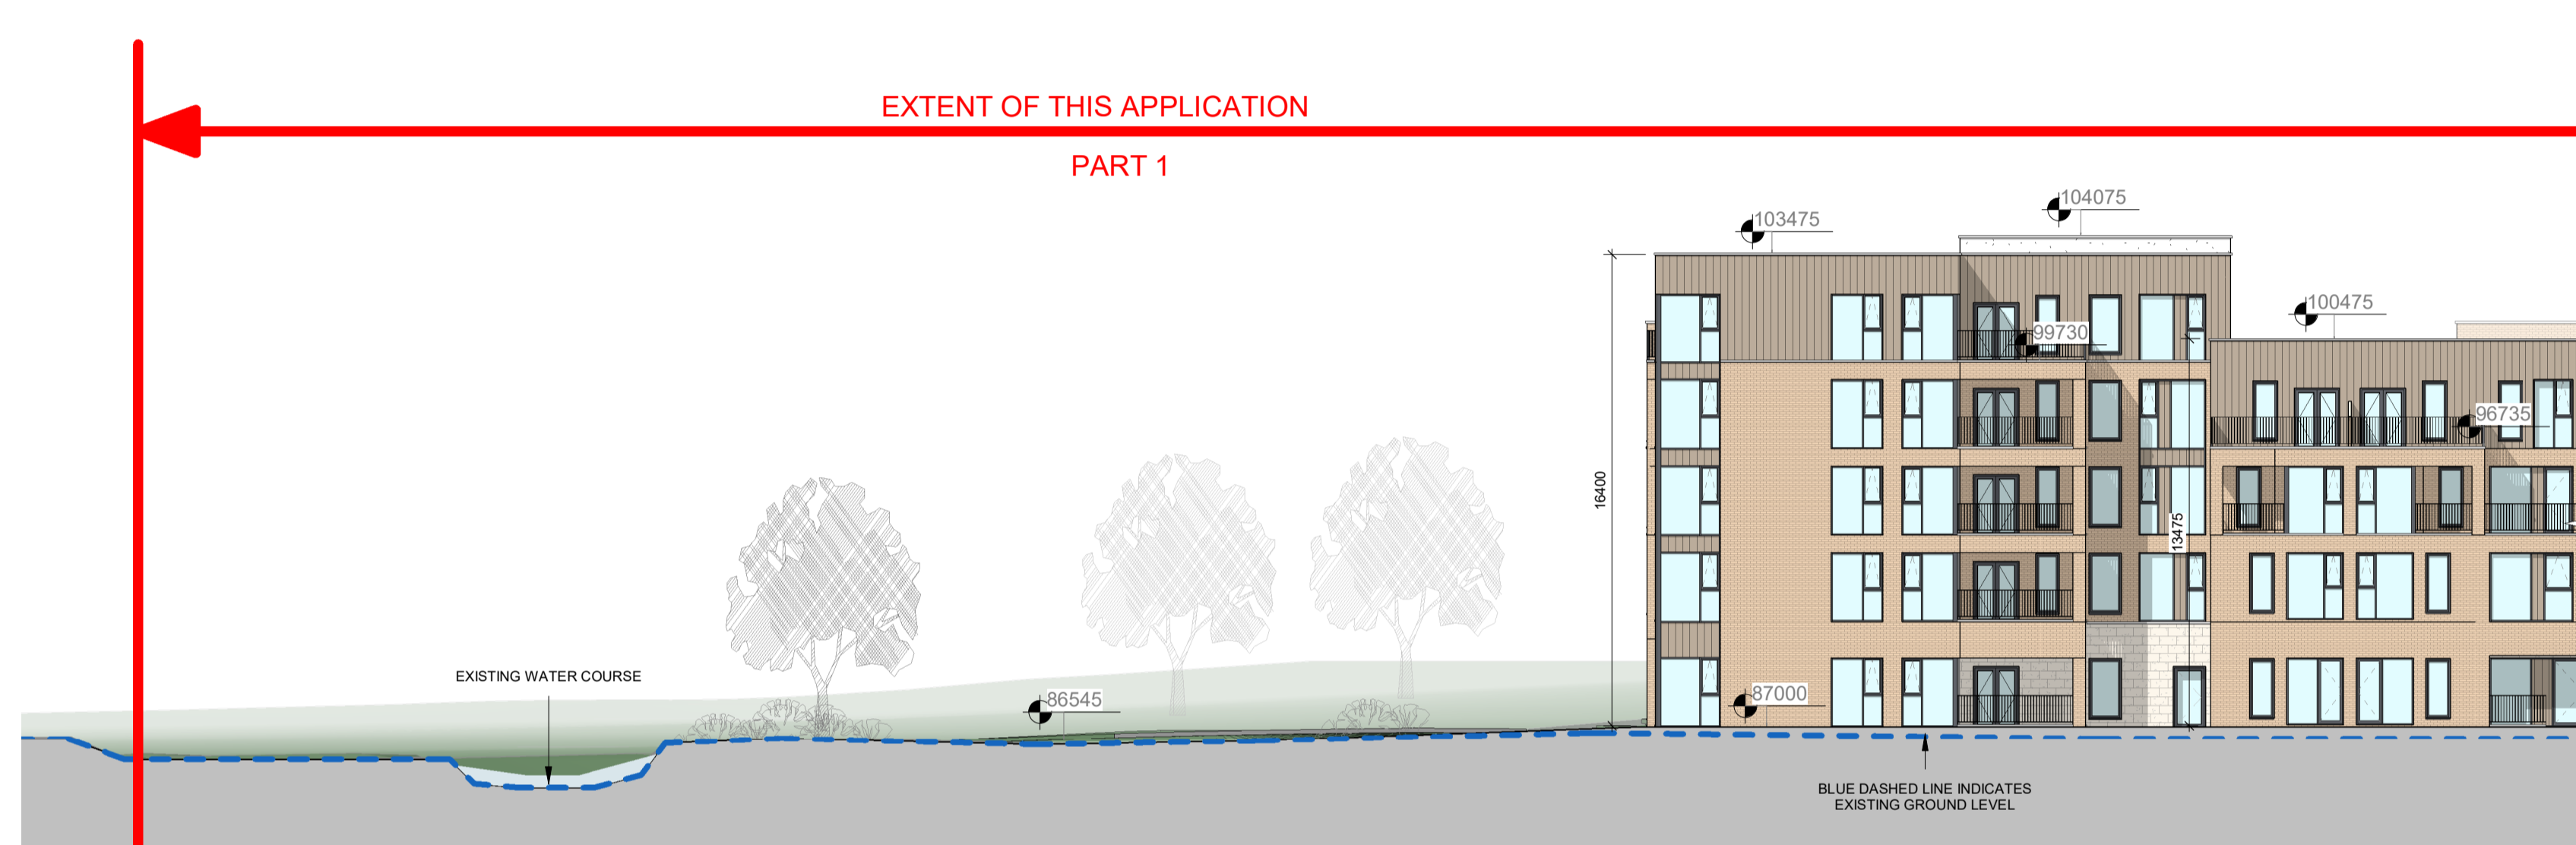 EXTENT OF THIS APPLICATION
PART 1
104075
103475
100475
99730
96735
16400
13475
EXISTING WATER COURSE
86545
87000
BLUE DASHED LINE INDICATES
EXISTING GROUND LEVEL